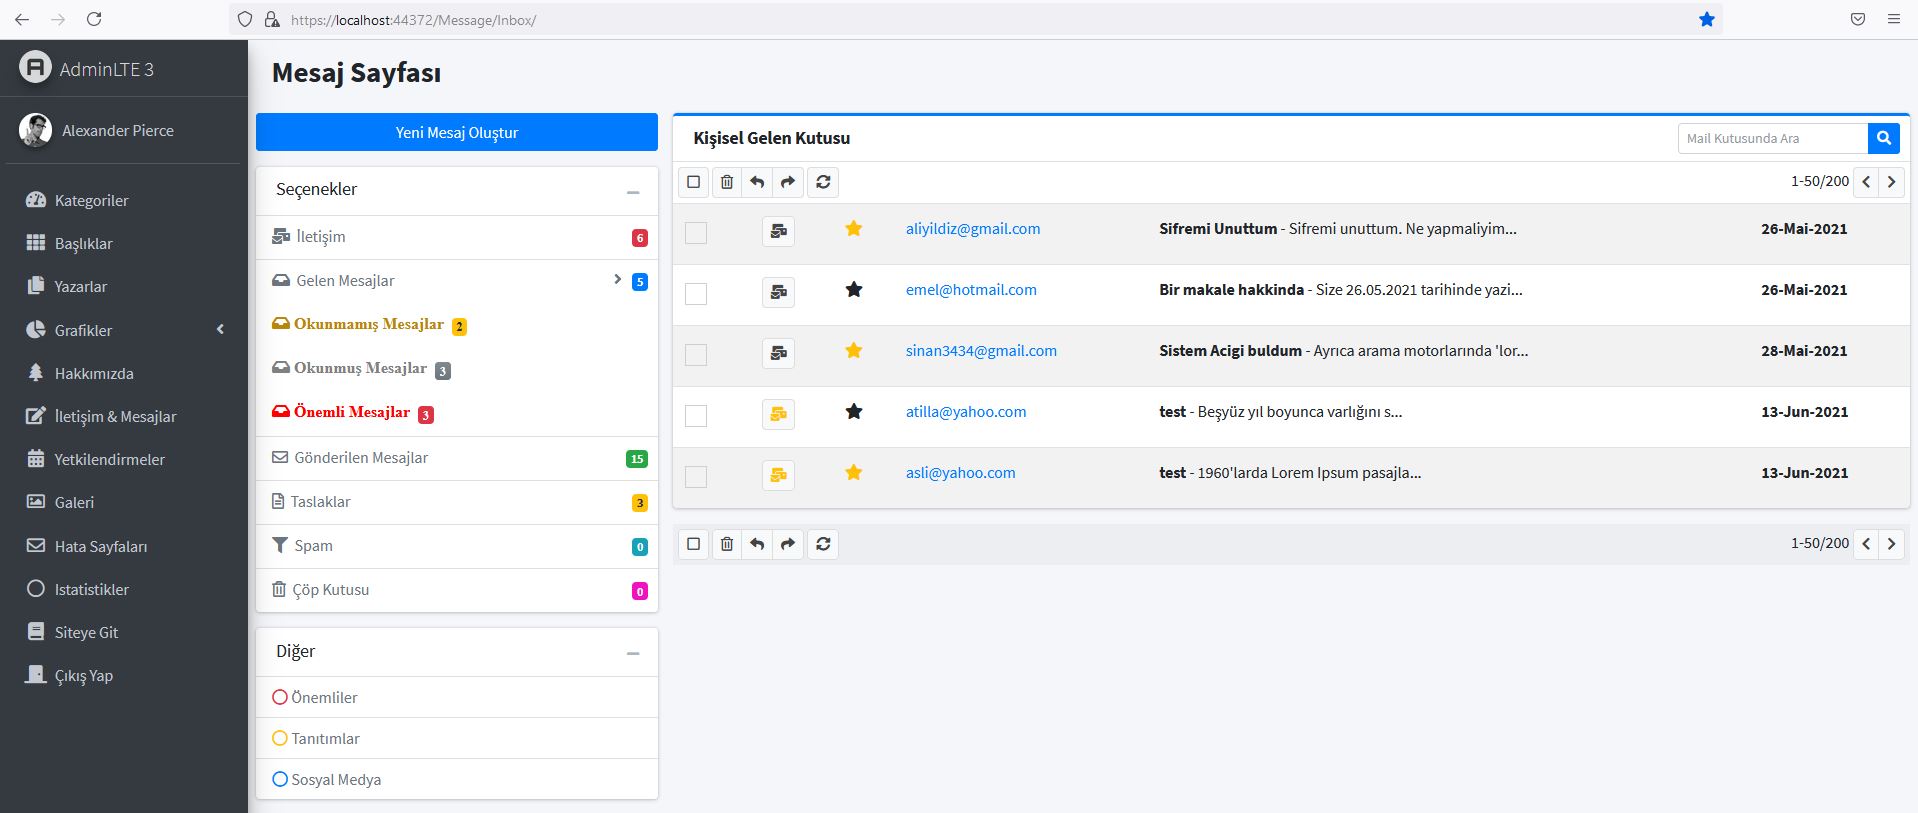 https://localhost:44372/Message/Inbox/
AdminLTE 3
Alexander Pierce
Kategoriler
Başlıklar
Yazarlar
Grafikler
Hakkımızda
İletişim & Mesajlar
Yetkilendirmeler
Galeri
Hata Sayfaları
Istatistikler
Siteye Git
Çıkış Yap
Mesaj Sayfası
Yeni Mesaj Oluştur
Seçenekler
İletişim 6
Gelen Mesajlar 5
Okunmamış Mesajlar 2
Okunmuş Mesajlar 3
Önemli Mesajlar 3
Gönderilen Mesajlar 15
Taslaklar 3
Spam 0
Çöp Kutusu 0
Diğer
Önemliler
Tanıtımlar
Sosyal Medya
Kişisel Gelen Kutusu Mail Kutusunda Ara
1-50/200
aliyildiz@gmail.com Sifremi Unuttum - Sifremi unuttum. Ne yapmaliyim... 26-Mai-2021
emel@hotmail.com Bir makale hakkinda - Size 26.05.2021 tarihinde yazi... 26-Mai-2021
sinan3434@gmail.com Sistem Acigi buldum - Ayrıca arama motorlarında 'lor... 28-Mai-2021
atilla@yahoo.com test - Beşyüz yıl boyunca varlığını s... 13-Jun-2021
asli@yahoo.com test - 1960'larda Lorem Ipsum pasajla... 13-Jun-2021
1-50/200